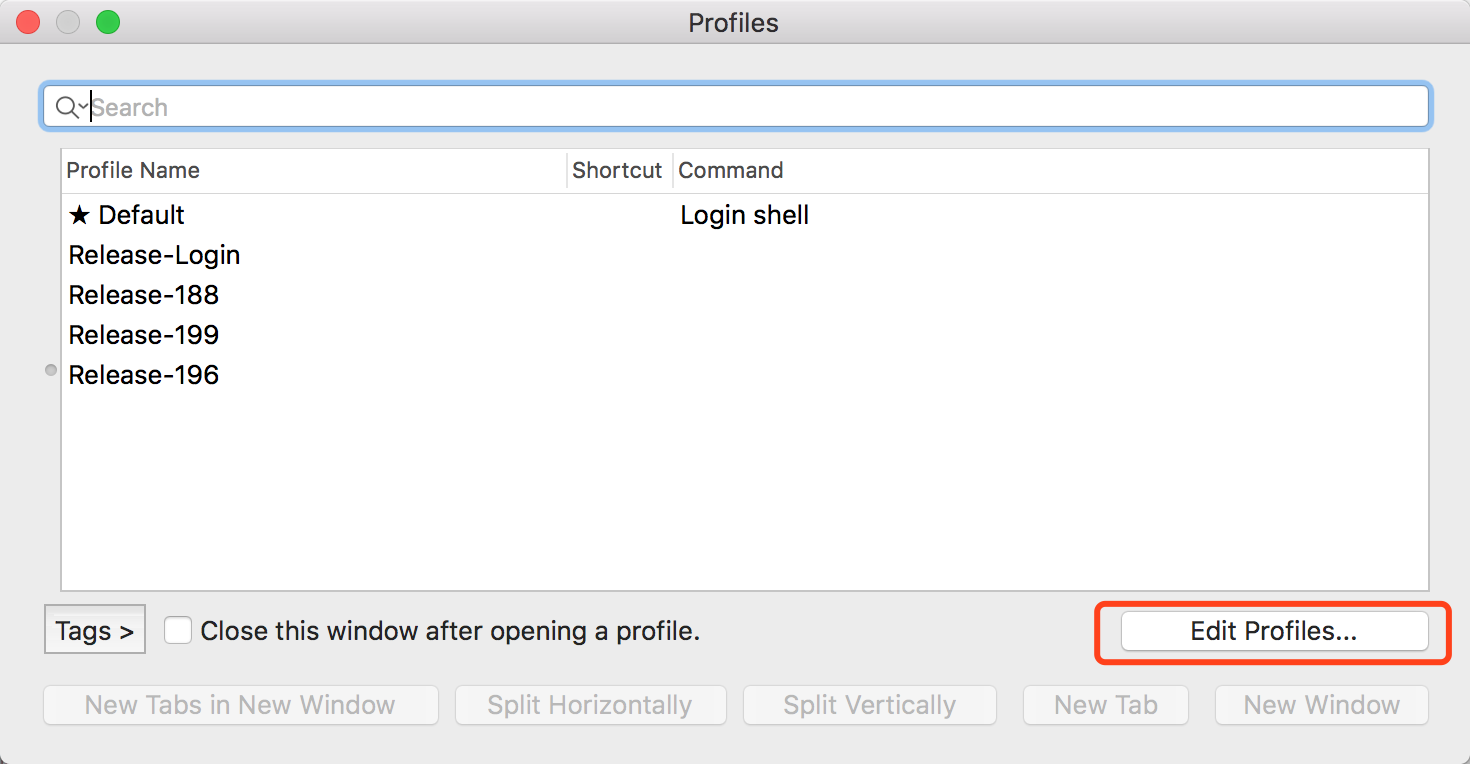 Profiles
Search
Profile Name Shortcut Command
★ Default Login shell
Release-Login
Release-188
Release-199
Release-196
Tags > Close this window after opening a profile. Edit Profiles...
New Tabs in New Window Split Horizontally Split Vertically New Tab New Window